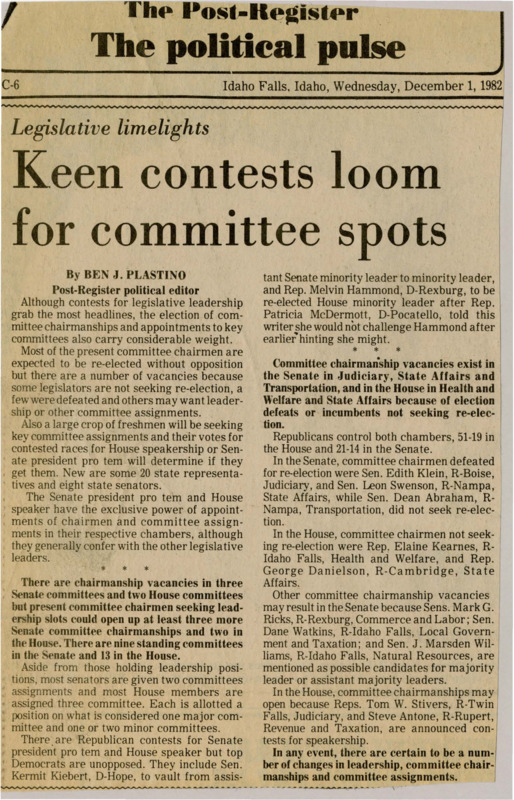 The Post-Register
The political pulse
C-6
Idaho Falls, Idaho, Wednesday, December 1, 1982
Legislative limelights
Keen contests loom
for committee spots
By BEN J. PLASTINO
Post-Register political editor
Although contests for legislative leadership
grab the most headlines, the election of com-
mittee chairmanships and appointments to key
committees also carry considerable weight.
Most of the present committee chairmen are
expected to be re-elected without opposition
but there are a number of vacancies because
some legislators are not seeking re-election, a
few were defeated and others may want leader-
ship or other committee assignments.
Also a large crop of freshmen will be seeking
key committee assignments and their votes for
contested races for House speakership or Sen-
ate president pro tem will determine if they
get them. New are some 20 state representa-
tives and eight state senators.
The Senate president pro tem and House
speaker have the exclusive power of appoint-
ments of chairmen and committee assign-
ments in their respective chambers, although
they generally confer with the other legislative
leaders.
* * *
There are chairmanship vacancies in three
Senate committees and two House committees
but present committee chairmen seeking lead-
ership slots could open up at least three more
Senate committee chairmanships and two in
the House. There are nine standing committees
in the Senate and 13 in the House.
Aside from those holding leadership posi-
tions, most senators are given two committees
assignments and most House members are
assigned three committee. Each is allotted a
position on what is considered one major com-
mittee and one or two minor committees.
There are Republican contests for Senate
president pro tem and House speaker but top
Democrats are unopposed. They include Sen.
Kermit Kiebert, D-Hope, to vault from assis-
tant Senate minority leader to minority leader,
and Rep. Melvin Hammond, D-Rexburg, to be
re-elected House minority leader after Rep.
Patricia McDermott, D-Pocatello, told this
writer she would not challenge Hammond after
earlier hinting she might.
* * *
Committee chairmanship vacancies exist in
the Senate in Judiciary, State Affairs and
Transportation, and in the House in Health and
Welfare and State Affairs because of election
defeats or incumbents not seeking re-elec-
tion.
Republicans control both chambers, 51-19 in
the House and 21-14 in the Senate.
In the Senate, committee chairmen defeated
for re-election were Sen. Edith Klein, R-Boise,
Judiciary, and Sen. Leon Swenson, R-Nampa,
State Affairs, while Sen. Dean Abraham, R-
Nampa, Transportation, did not seek re-elec-
tion.
In the House, committee chairmen not seek-
ing re-election were Rep. Elaine Kearnes, R-
Idaho Falls, Health and Welfare, and Rep.
George Danielson, R-Cambridge, State
Affairs.
Other committee chairmanship vacancies
may result in the Senate because Sens. Mark G.
Ricks, R-Rexburg, Commerce and Labor; Sen.
Dane Watkins, R-Idaho Falls, Local Govern-
ment and Taxation; and Sen. J. Marsden Wil-
liams, R-Idaho Falls, Natural Resources, are
mentioned as possible candidates for majority
leader or assistant majority leaders.
In the House, committee chairmanships may
open because Reps. Tom W. Stivers, R-Twin
Falls, Judiciary, and Steve Antone, R-Rupert,
Revenue and Taxation, are announced con-
tests for speakership.
In any event, there are certain to be a num-
ber of changes in leadership, committee chair-
manships and committee assignments.